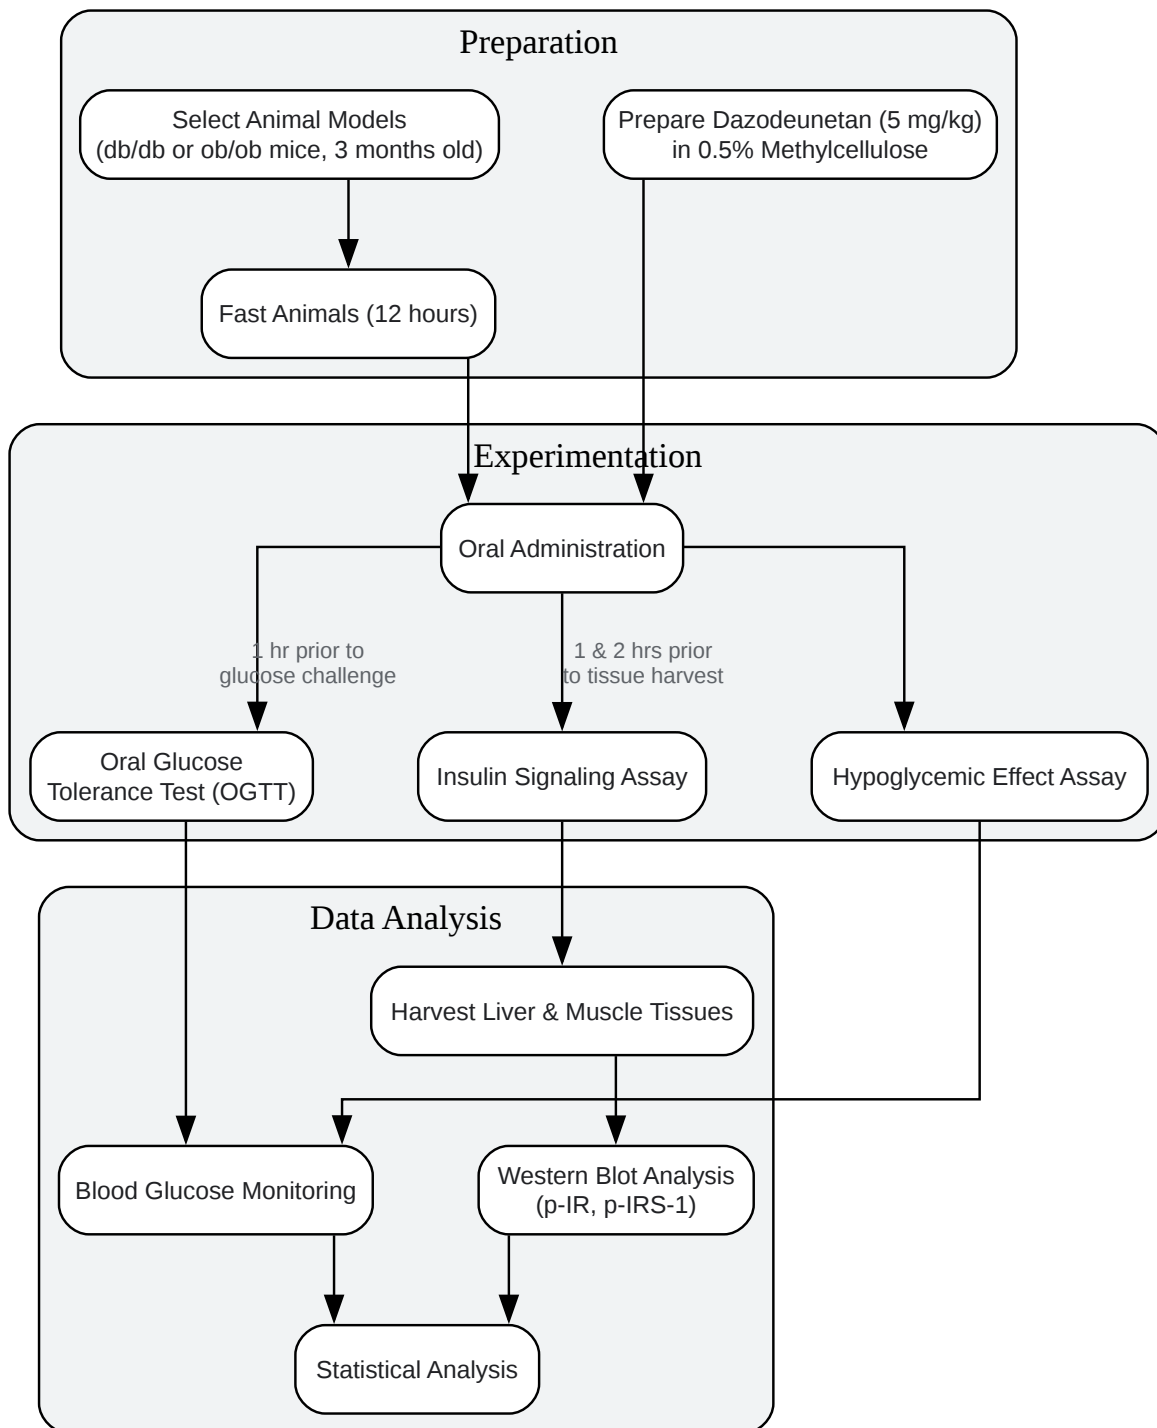 Preparation
Select Animal Models
(db/db or ob/ob mice, 3 months old)
Prepare Dazodeunetan (5 mg/kg)
in 0.5% Methylcellulose
Fast Animals (12 hours)
Experimentation
Oral Administration
1 hr prior to
glucose challenge
1 & 2 hrs prior
to tissue harvest
Oral Glucose
Tolerance Test (OGTT)
Insulin Signaling Assay
Hypoglycemic Effect Assay
Data Analysis
Harvest Liver & Muscle Tissues
Blood Glucose Monitoring
Western Blot Analysis
(p-IR, p-IRS-1)
Statistical Analysis